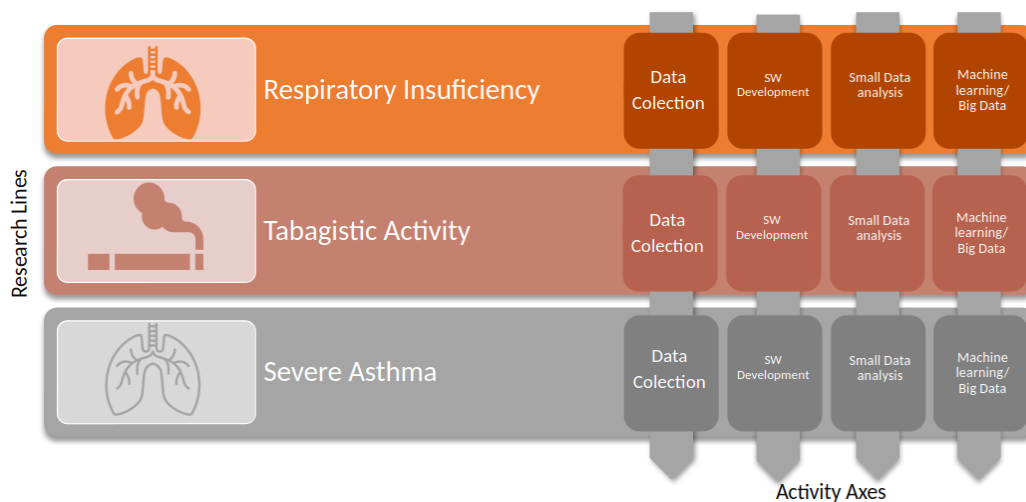 Research Lines
Respiratory Insuficiency
Data
Colection
SW
Development
Small Data
analysis
Machine
learning/
Big Data
Tabagistic Activity
Data
Colection
SW
Development
Small Data
analysis
Machine
learning/
Big Data
Severe Asthma
Data
Colection
SW
Development
Small Data
analysis
Machine
learning/
Big Data
Activity Axes